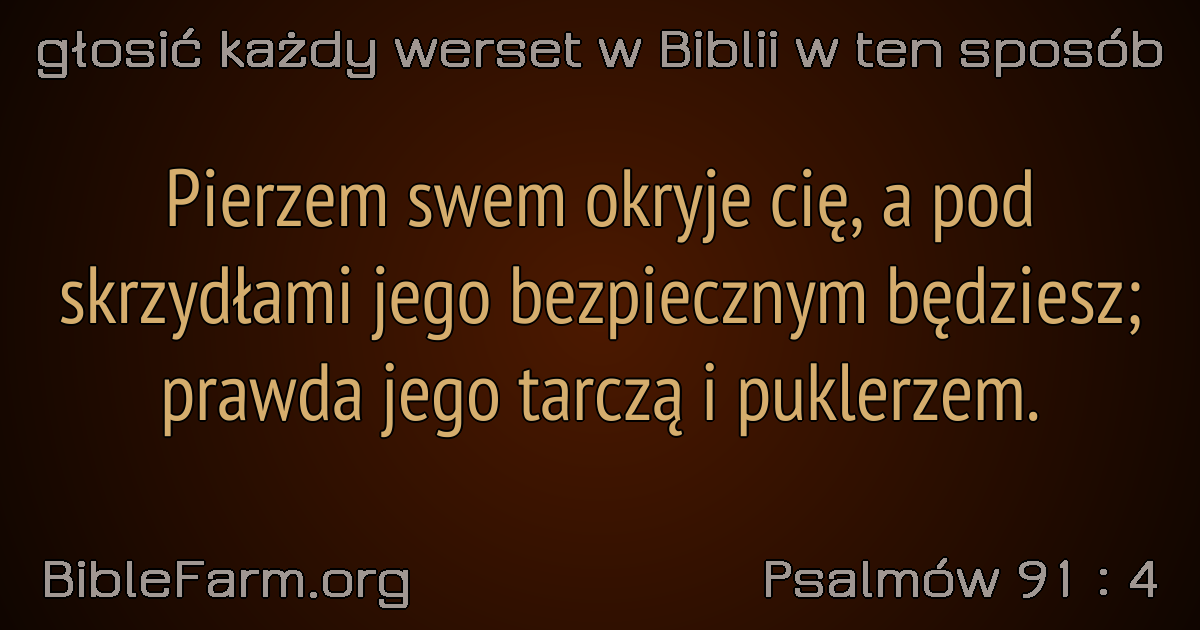 głosić każdy werset w Biblii w ten sposób
Pierzem swem okryje cię, a pod
skrzydłami jego bezpiecznym będziesz;
prawda jego tarczą i puklerzem.
BibleFarm.org
Psalmów 91 : 4